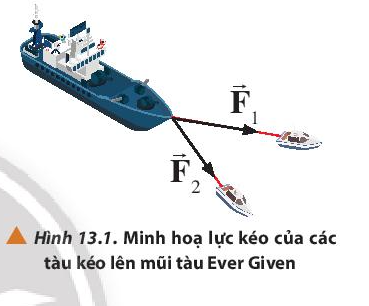 F⃗₁
F⃗₂
Hình 13.1. Minh hoạ lực kéo của các
tàu kéo lên mũi tàu Ever Given